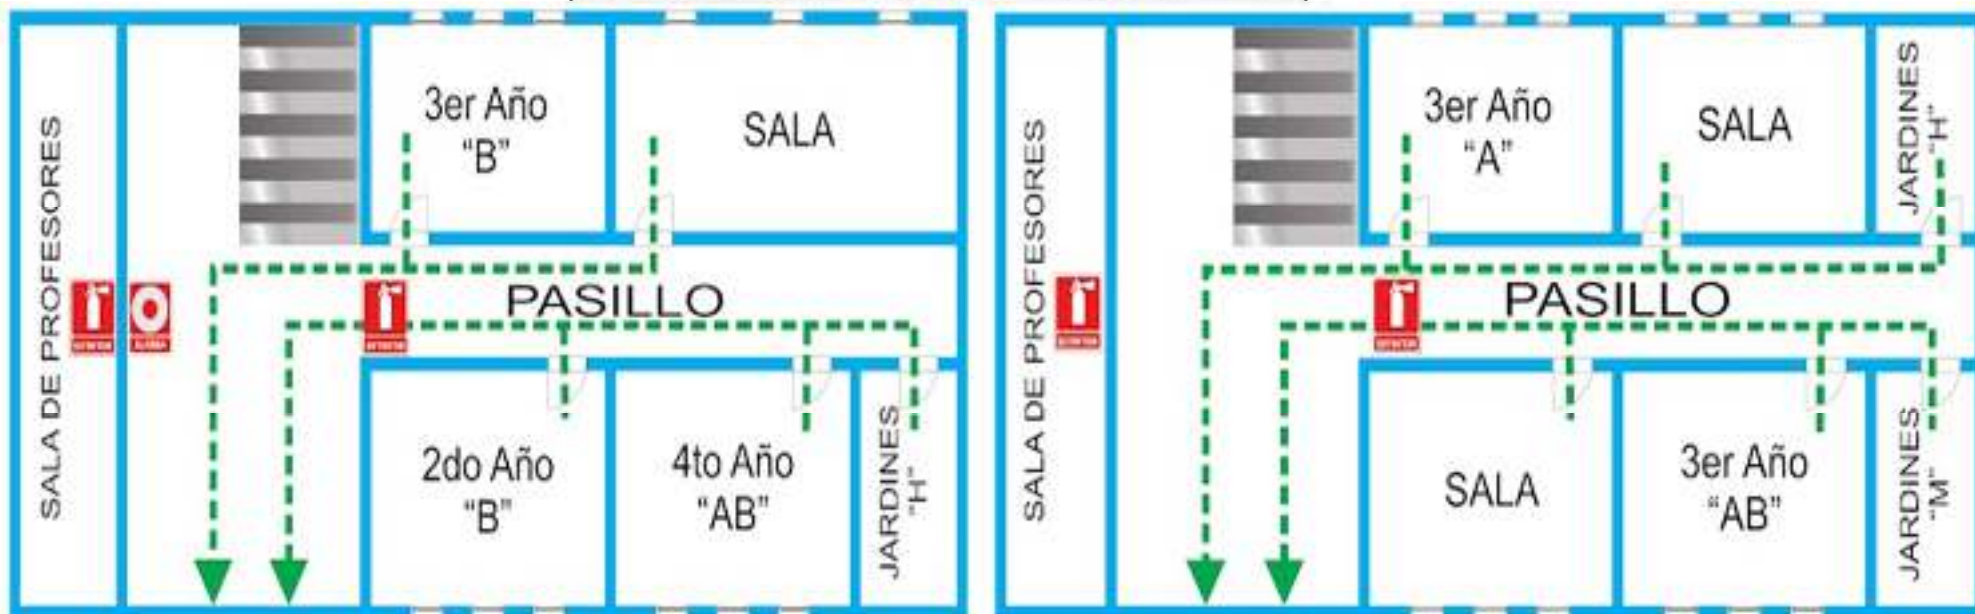 SALA DE PROFESORES
3er Año
“B”
SALA
PASILLO
2do Año
“B”
4to Año
“AB”
JARDINES
“H”
SALA DE PROFESORES
3er Año
“A”
SALA
JARDINES
“H”
PASILLO
SALA
3er Año
“AB”
JARDINES
“M”